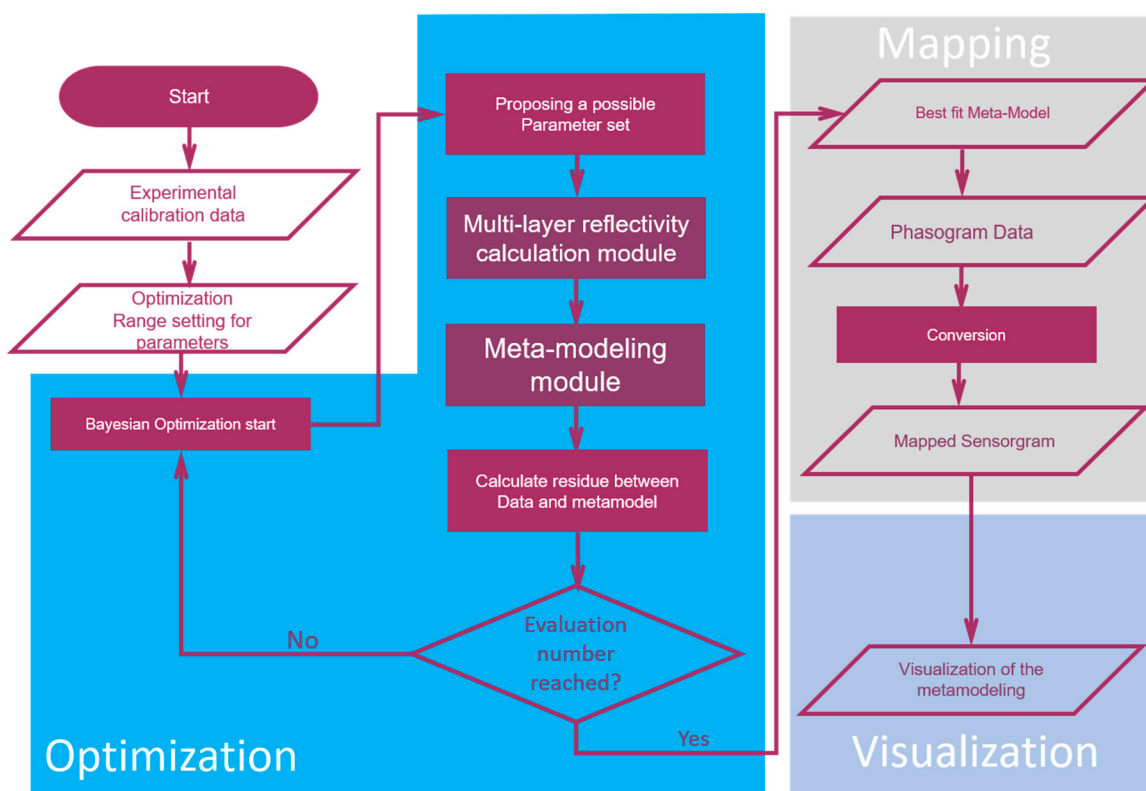 Start
Experimental
calibration data
Optimization
Range setting for
parameters
Bayesian Optimization start
Proposing a possible
Parameter set
Multi-layer reflectivity
calculation module
Meta-modeling
module
Calculate residue between
Data and metamodel
Evaluation
number
reached?
No
Yes
Optimization
Mapping
Best fit Meta-Model
Phasogram Data
Conversion
Mapped Sensorgram
Visualization of the
metamodeling
Visualization